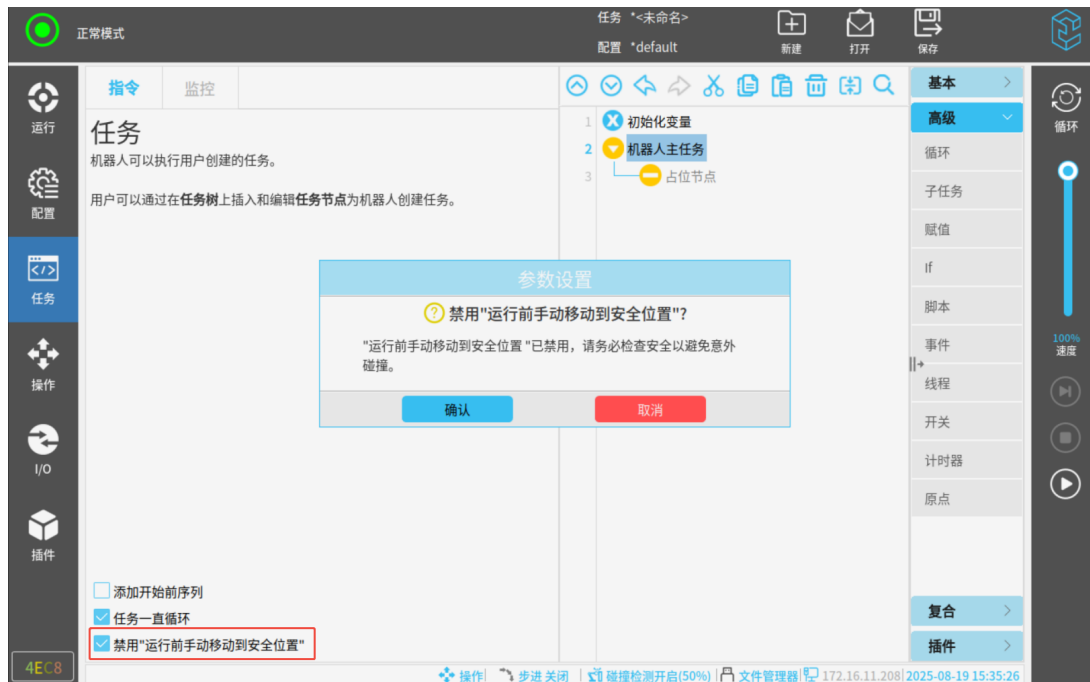 正常模式
任务 *<未命名>
配置 *default
新建
打开
保存
运行
配置
任务
操作
I/O
插件
4EC8
指令
监控
任务
机器人可以执行用户创建的任务。
用户可以通过在任务树上插入和编辑任务节点为机器人创建任务。
1 初始化变量
2 机器人主任务
3 占位节点
参数设置
禁用"运行前手动移动到安全位置"?
"运行前手动移动到安全位置 "已禁用，请务必检查安全以避免意外
碰撞。
确认
取消
添加开始前序列
任务一直循环
禁用"运行前手动移动到安全位置"
基本
高级
循环
子任务
赋值
If
脚本
事件
线程
开关
计时器
原点
复合
插件
循环
100%
速度
操作 步进 关闭 碰撞检测开启(50%) 文件管理器 172.16.11.208 2025-08-19 15:35:26